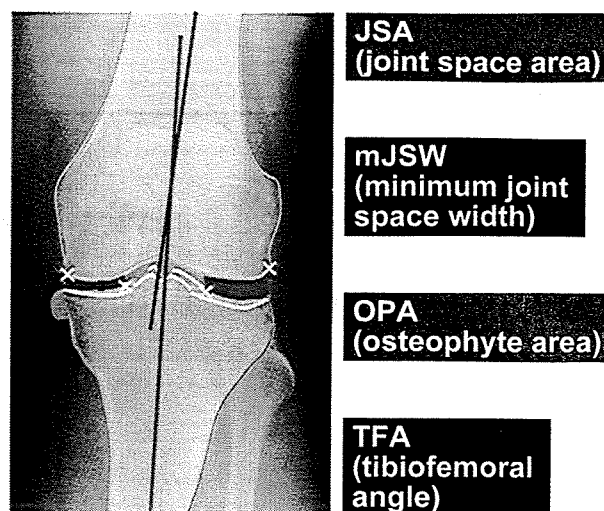 JSA
(joint space area)
mJSW
(minimum joint
space width)
OPA
(osteophyte area)
TFA
(tibiofemoral
angle)